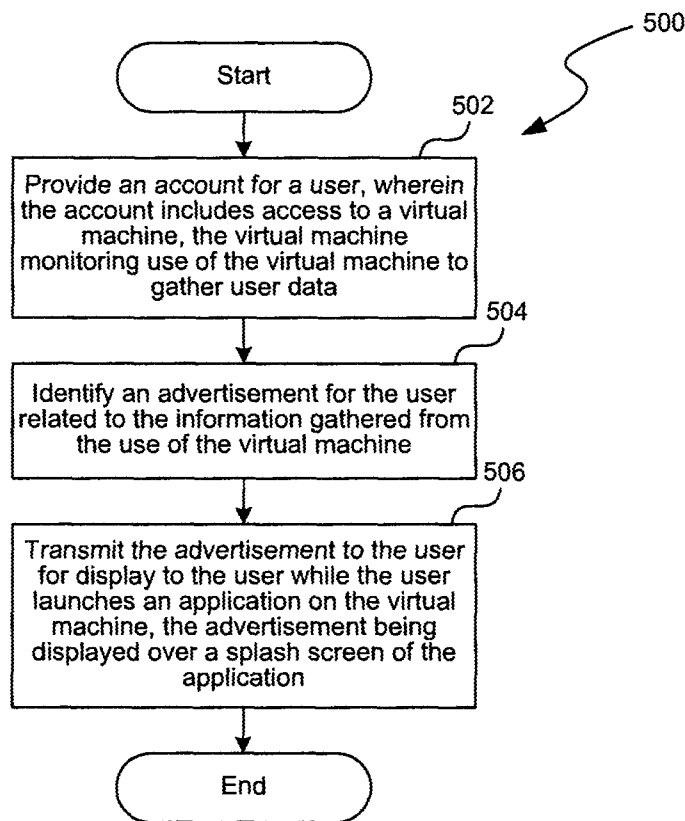 500
Start
502
Provide an account for a user, wherein
the account includes access to a virtual
machine, the virtual machine
monitoring use of the virtual machine to
gather user data
504
Identify an advertisement for the user
related to the information gathered from
the use of the virtual machine
506
Transmit the advertisement to the user
for display to the user while the user
launches an application on the virtual
machine, the advertisement being
displayed over a splash screen of the
application
End